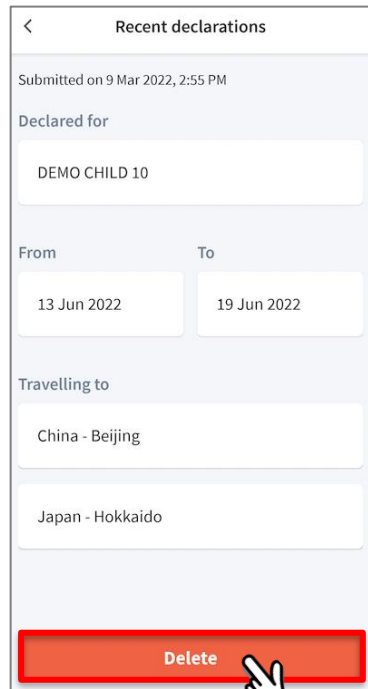 Recent declarations
Submitted on 9 Mar 2022, 2:55 PM
Declared for
DEMO CHILD 10
From To
13 Jun 2022 19 Jun 2022
Travelling to
China - Beijing
Japan - Hokkaido
Delete